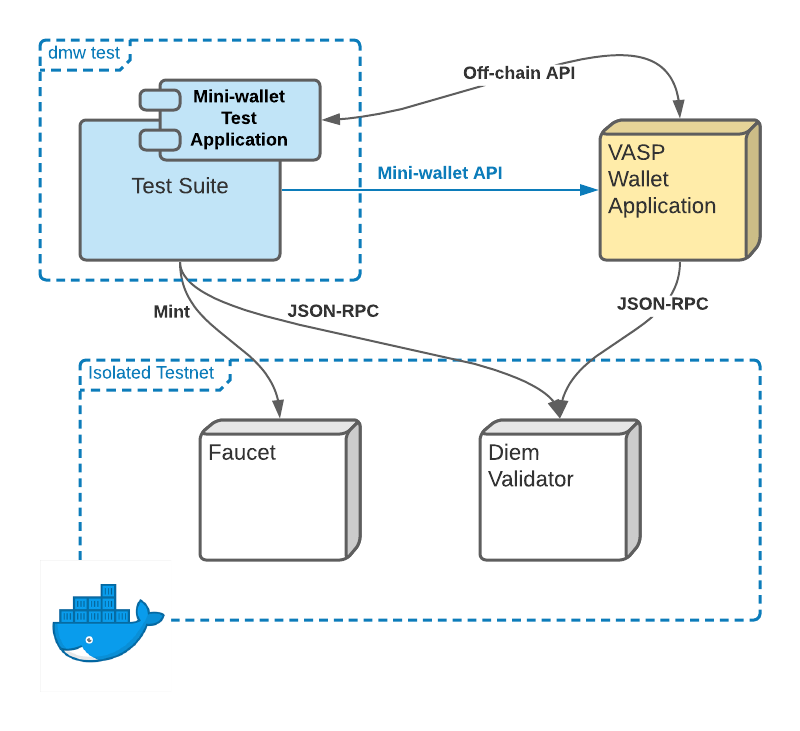 dmw test
Mini-wallet
Test
Application
Test Suite
Off-chain API
Mini-wallet API
VASP
Wallet
Application
Mint
JSON-RPC
JSON-RPC
Isolated Testnet
Faucet
Diem
Validator